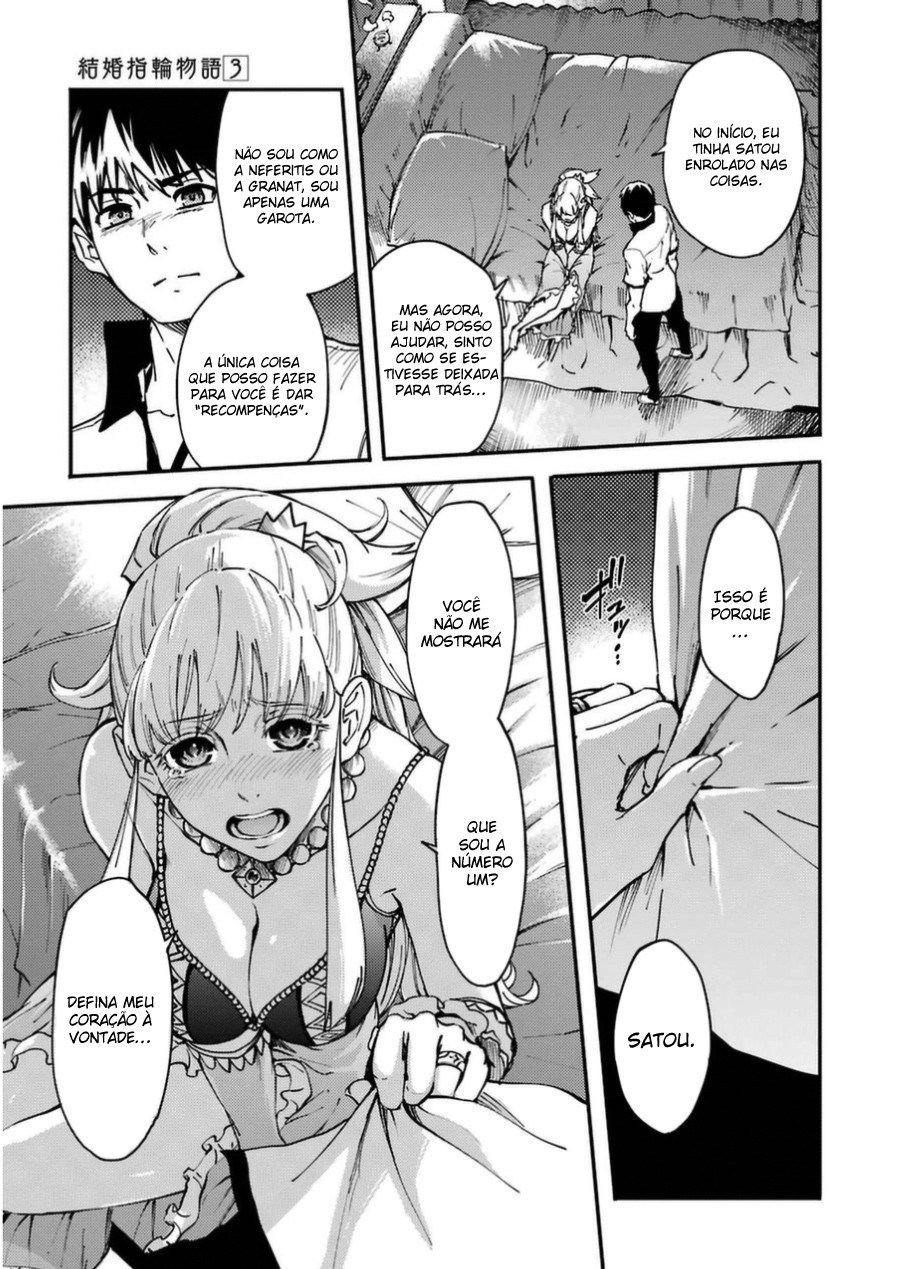 結婚指輪物語 3
NO INÍCIO, EU
TINHA SATOU
ENROLADO NAS
COISAS.
MAS AGORA,
EU NÃO POSSO
AJUDAR, SINTO
COMO SE ES-
TIVESSE DEIXADA
PARA TRÁS...
NÃO SOU COMO
A NEFERITIS OU
A GRANAT, SOU
APENAS UMA
GAROTA.
A ÚNICA COISA
QUE POSSO FAZER
PARA VOCÊ É DAR
"RECOMPENÇAS".
ISSO É
PORQUE
...
ギュッ…
SATOU.
VOCÊ
NÃO ME
MOSTRARÁ
QUE
SOU A
NÚMERO
UM?
DEFINA MEU
CORAÇÃO À
VONTADE...